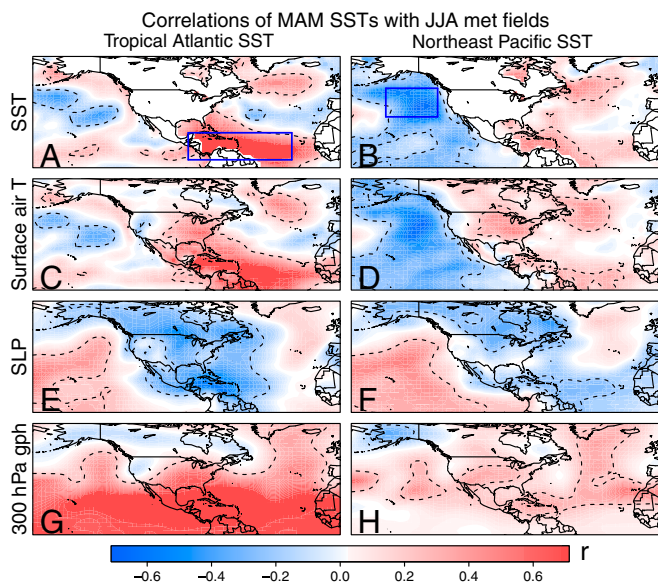 Correlations of MAM SSTs with JJA met fields
Tropical Atlantic SST Northeast Pacific SST
SST
A B
Surface air T
C D
SLP
E F
300 hPa gph
G H
−0.6 −0.4 −0.2 0.0 0.2 0.4 0.6 r